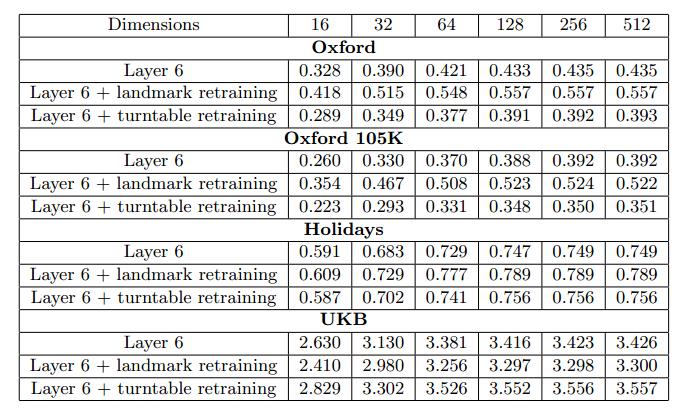 Dimensions 16 32 64 128 256 512
Oxford
Layer 6 0.328 0.390 0.421 0.433 0.435 0.435
Layer 6 + landmark retraining 0.418 0.515 0.548 0.557 0.557 0.557
Layer 6 + turntable retraining 0.289 0.349 0.377 0.391 0.392 0.393
Oxford 105K
Layer 6 0.260 0.330 0.370 0.388 0.392 0.392
Layer 6 + landmark retraining 0.354 0.467 0.508 0.523 0.524 0.522
Layer 6 + turntable retraining 0.223 0.293 0.331 0.348 0.350 0.351
Holidays
Layer 6 0.591 0.683 0.729 0.747 0.749 0.749
Layer 6 + landmark retraining 0.609 0.729 0.777 0.789 0.789 0.789
Layer 6 + turntable retraining 0.587 0.702 0.741 0.756 0.756 0.756
UKB
Layer 6 2.630 3.130 3.381 3.416 3.423 3.426
Layer 6 + landmark retraining 2.410 2.980 3.256 3.297 3.298 3.300
Layer 6 + turntable retraining 2.829 3.302 3.526 3.552 3.556 3.557